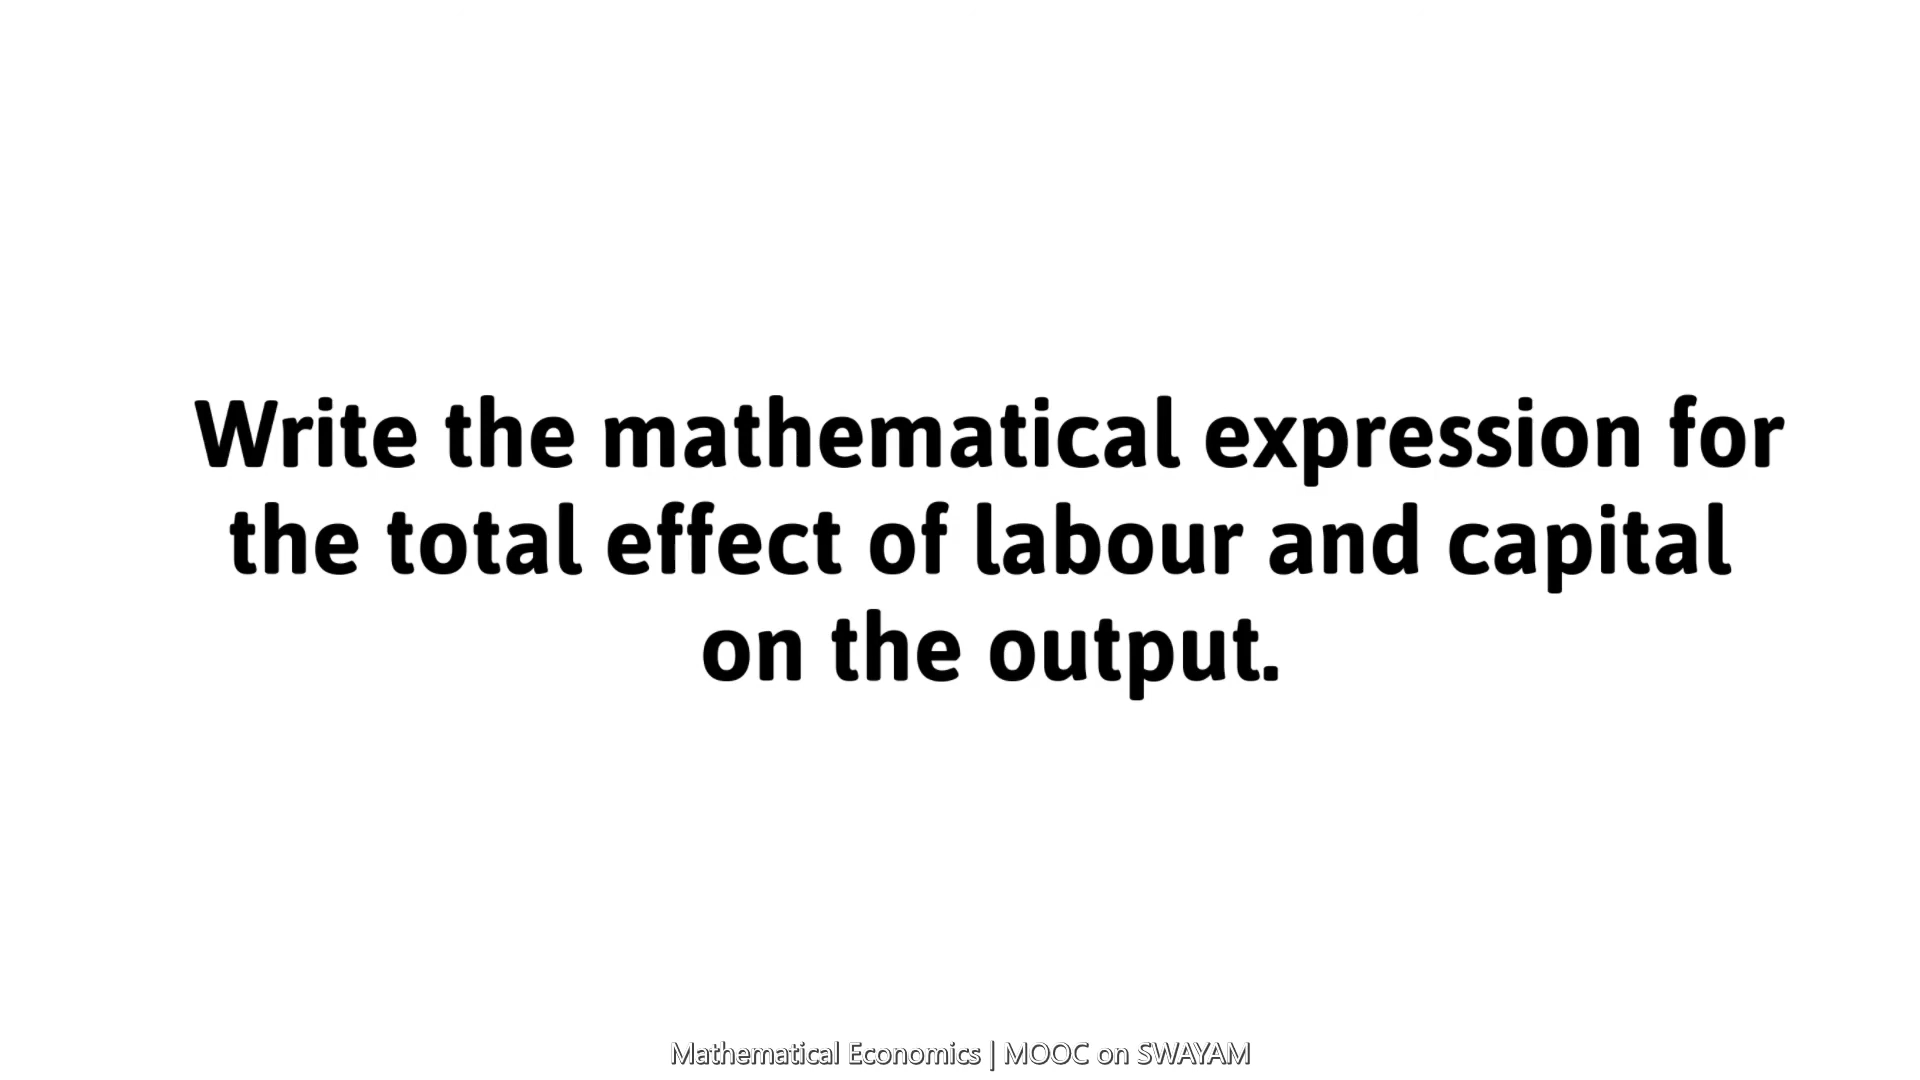 Write the mathematical expression for
the total effect of labour and capital
on the output.
Mathematical Economics | MOOC on SWAYAM